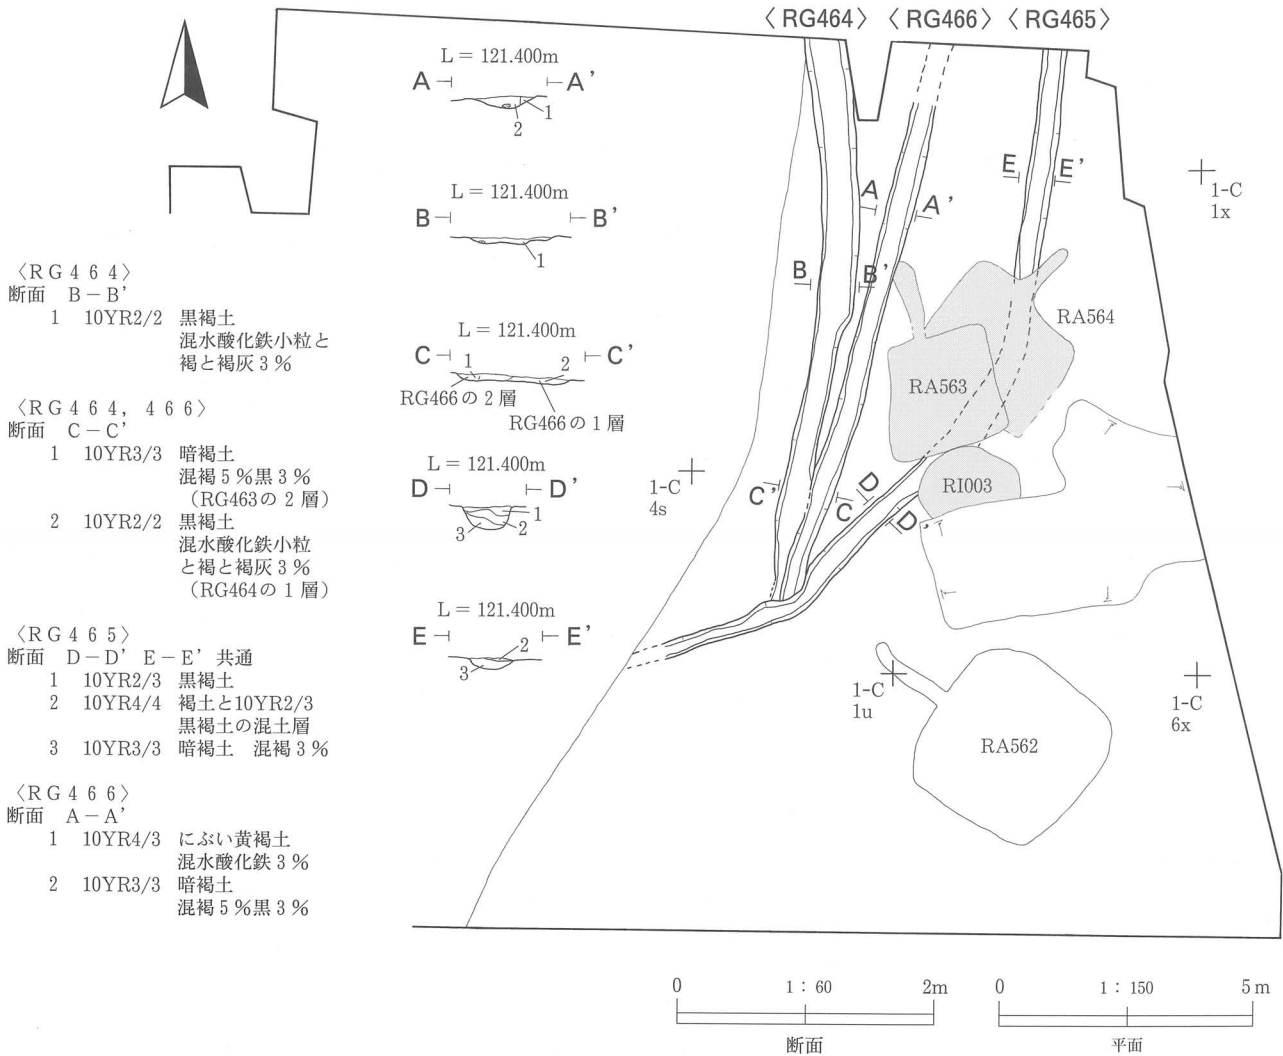 〈RG464〉〈RG466〉〈RG465〉
L = 121.400m
A A'
1
2
L = 121.400m
B B'
1
L = 121.400m
C C'
1 2
RG466の2層
RG466の1層
L = 121.400m
D D'
1
2
3
L = 121.400m
E E'
2
3
〈RG464〉
断面 B−B'
1 10YR2/2 黒褐土
混水酸化鉄小粒と
褐と褐灰3%
〈RG464, 466〉
断面 C−C'
1 10YR3/3 暗褐土
混褐5%黒3%
(RG463の2層)
2 10YR2/2 黒褐土
混水酸化鉄小粒
と褐と褐灰3%
(RG464の1層)
〈RG465〉
断面 D−D' E−E' 共通
1 10YR2/3 黒褐土
2 10YR4/4 褐土と10YR2/3
黒褐土の混土層
3 10YR3/3 暗褐土 混褐3%
〈RG466〉
断面 A−A'
1 10YR4/3 にぶい黄褐土
混水酸化鉄3%
2 10YR3/3 暗褐土
混褐5%黒3%
E E'
1-C
1x
A A'
B B'
RA564
RA563
RI003
1-C
4s
C' C
D D'
1-C
1u
1-C
6x
RA562
0 1:60 2m
断面
0 1:150 5m
平面